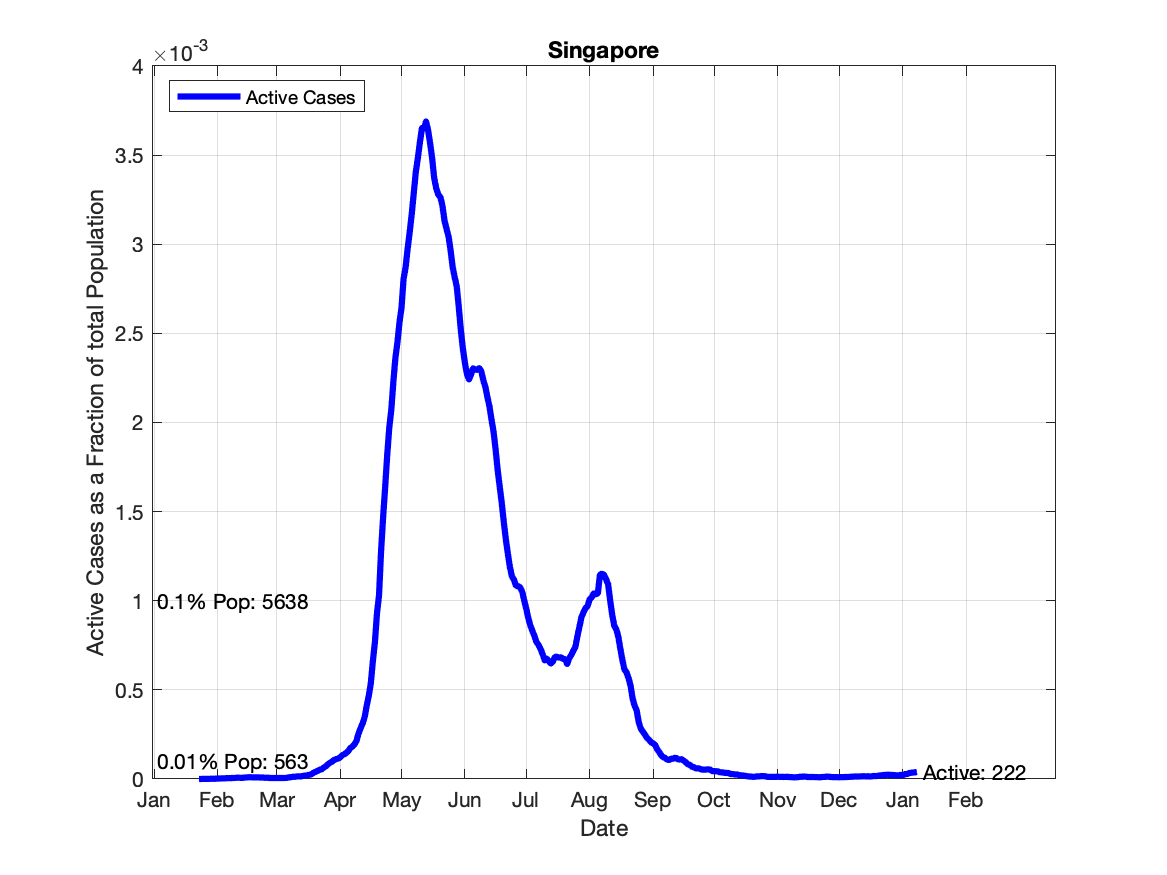 Singapore
×10-3
Active Cases
4
3.5
3
2.5
2
1.5
1
0.5
0
Active Cases as a Fraction of total Population
0.1% Pop: 5638
0.01% Pop: 563
Active: 222
Jan Feb Mar Apr May Jun Jul Aug Sep Oct Nov Dec Jan Feb
Date